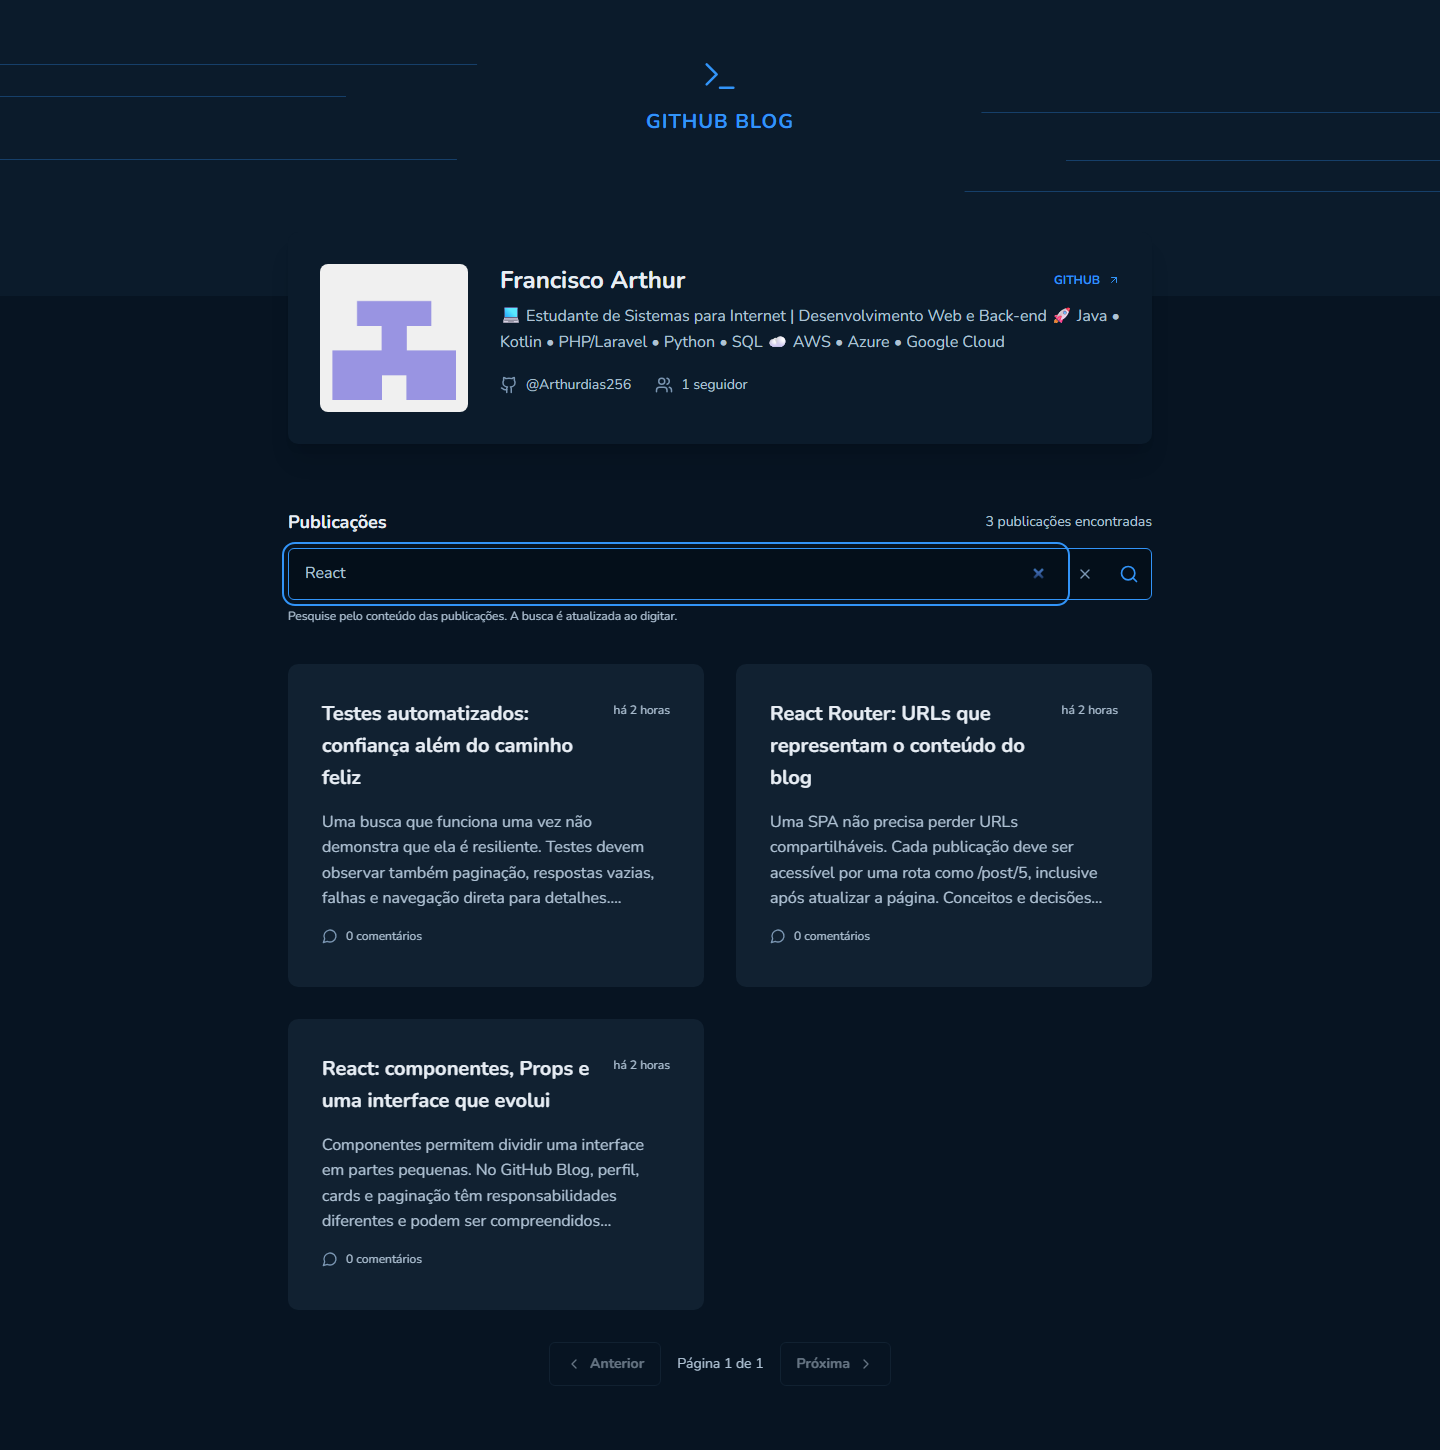 GITHUB BLOG
Francisco Arthur
GITHUB
💻 Estudante de Sistemas para Internet | Desenvolvimento Web e Back-end 🚀 Java •
Kotlin • PHP/Laravel • Python • SQL ☁️ AWS • Azure • Google Cloud
@Arthurdias256
1 seguidor
Publicações
3 publicações encontradas
React
Pesquise pelo conteúdo das publicações. A busca é atualizada ao digitar.
Testes automatizados:
confiança além do caminho
feliz
há 2 horas
Uma busca que funciona uma vez não
demonstra que ela é resiliente. Testes devem
observar também paginação, respostas vazias,
falhas e navegação direta para detalhes....
0 comentários
React Router: URLs que
representam o conteúdo do
blog
há 2 horas
Uma SPA não precisa perder URLs
compartilháveis. Cada publicação deve ser
acessível por uma rota como /post/5, inclusive
após atualizar a página. Conceitos e decisões...
0 comentários
React: componentes, Props e
uma interface que evolui
há 2 horas
Componentes permitem dividir uma interface
em partes pequenas. No GitHub Blog, perfil,
cards e paginação têm responsabilidades
diferentes e podem ser compreendidos...
0 comentários
Anterior
Página 1 de 1
Próxima